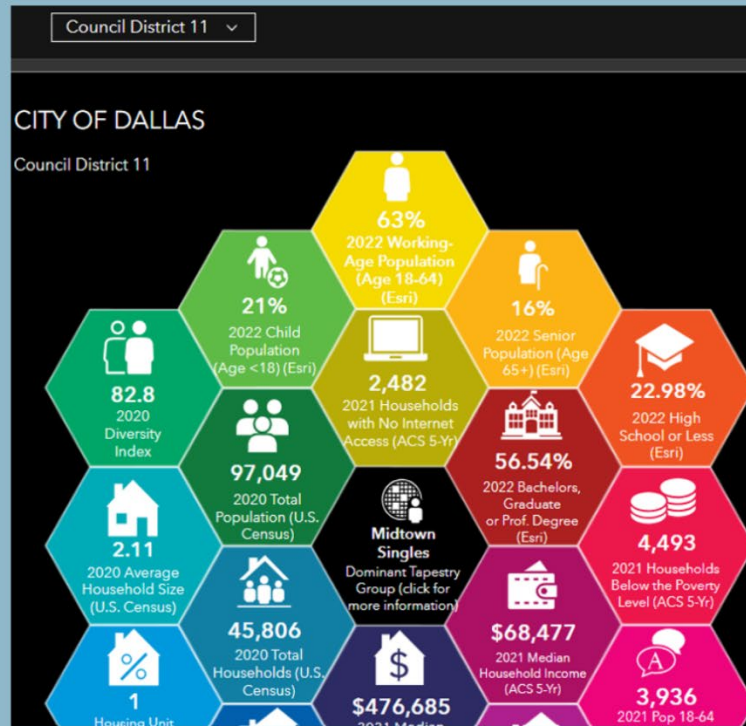 Council District 11
CITY OF DALLAS
Council District 11
63%
2022 Working-
Age Population
(Age 18-64)
(Esri)
21%
2022 Child
Population
(Age <18) (Esri)
16%
2022 Senior
Population (Age
65+) (Esri)
82.8
2020
Diversity
Index
2,482
2021 Households
with No Internet
Access (ACS 5-Yr)
22.98%
2022 High
School or Less
(Esri)
97,049
2020 Total
Population (U.S.
Census)
56.54%
2022 Bachelors,
Graduate
or Prof. Degree
(Esri)
2.11
2020 Average
Household Size
(U.S. Census)
Midtown
Singles
Dominant Tapestry
Group (click for
more information)
4,493
2021 Households
Below the Poverty
Level (ACS 5-Yr)
45,806
2020 Total
Households (U.S.
Census)
$68,477
2021 Median
Household Income
(ACS 5-Yr)
%
1
Housing Unit
$
$476,685
2021 Median
A
3,936
2021 Pop 18-64